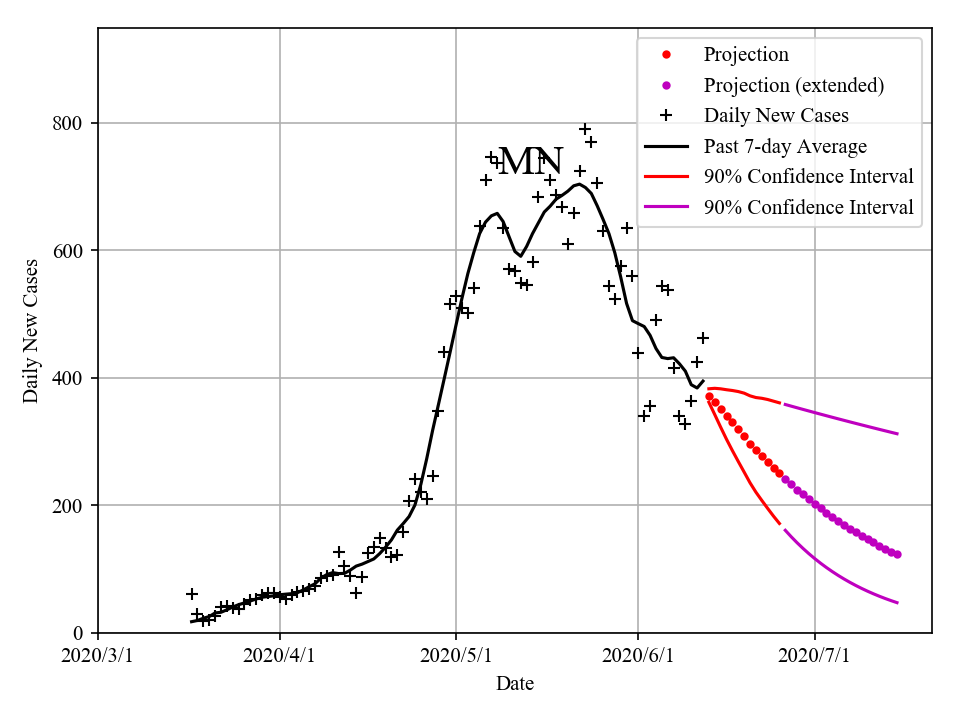 Projection
Projection (extended)
Daily New Cases
Past 7-day Average
90% Confidence Interval
90% Confidence Interval
MN
800
600
400
200
0
Daily New Cases
2020/3/1
2020/4/1
2020/5/1
2020/6/1
2020/7/1
Date